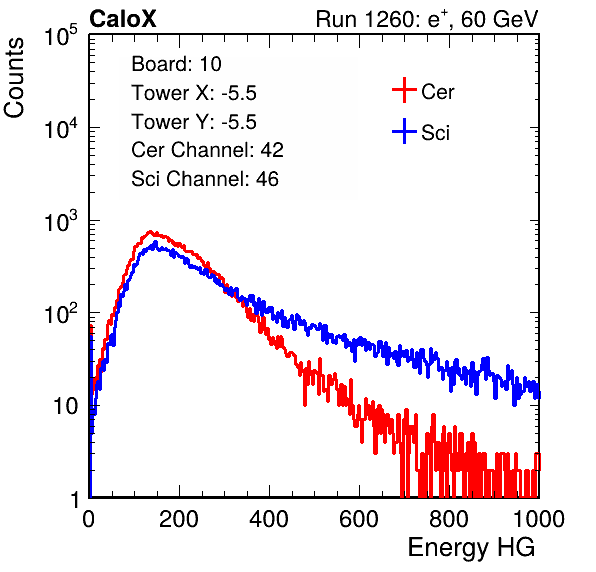 CaloX Run 1260: e⁺, 60 GeV
Counts
Board: 10
Tower X: -5.5
Tower Y: -5.5
Cer Channel: 42
Sci Channel: 46
Cer
Sci
10⁵
10⁴
10³
10²
10
1
0 200 400 600 800 1000
Energy HG